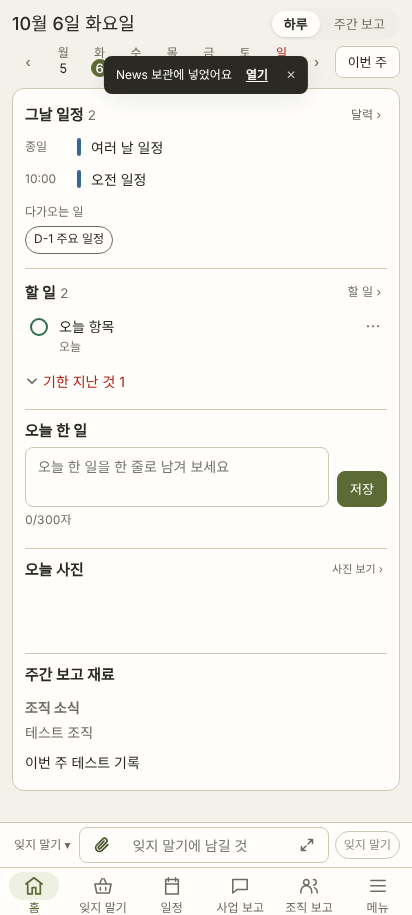 10월 6일 화요일
하루
주간 보고
월 화 수 목 금 토 일
5 6
News 보관에 넣었어요 열기 ×
이번 주
그날 일정 2
달력 ›
종일 여러 날 일정
10:00 오전 일정
다가오는 일
D-1 주요 일정
할 일 2
할 일 ›
오늘 항목
오늘
기한 지난 것 1
오늘 한 일
오늘 한 일을 한 줄로 남겨 보세요
저장
0/300자
오늘 사진
사진 보기 ›
주간 보고 재료
조직 소식
테스트 조직
이번 주 테스트 기록
잊지 말기 ▾
잊지 말기에 남길 것
잊지 말기
홈
잊지 말기
일정
사업 보고
조직 보고
메뉴